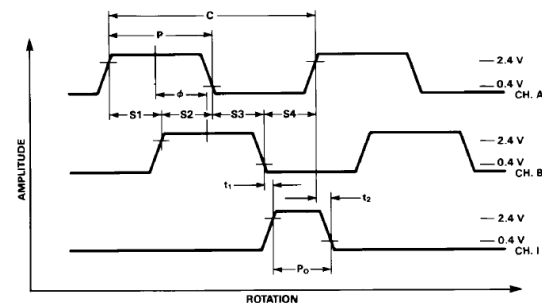 C
P
2.4 V
0.4 V
CH. A
ϕ
S1 S2 S3 S4
2.4 V
0.4 V
CH. B
t₁
t₂
2.4 V
0.4 V
CH. I
P₀
AMPLITUDE
ROTATION